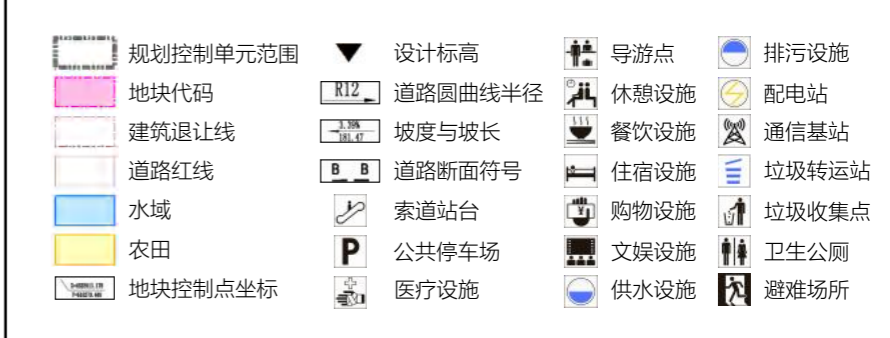 规划控制单元范围 设计标高 导游点 排污设施
地块代码 R12 道路圆曲线半径 休憩设施 配电站
建筑退让线 3.39% 181.47 坡度与坡长 餐饮设施 通信基站
道路红线 B B 道路断面符号 住宿设施 垃圾转运站
水域 索道站台 ¥ 购物设施 垃圾收集点
农田 P 公共停车场 文娱设施 卫生公厕
地块控制点坐标 医疗设施 供水设施 避难场所